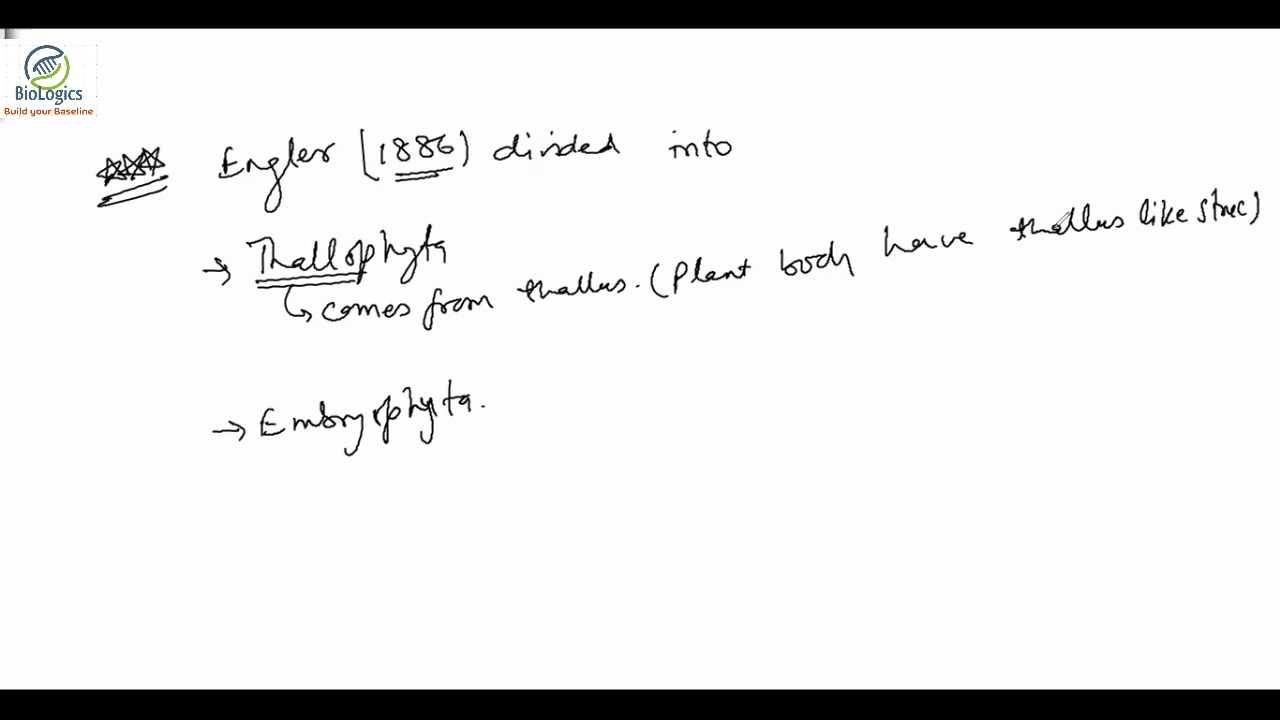 BioLogics
Build your Baseline
Engler (1886) divided into
→ Thallophyta
↳ comes from thallus. (Plant body have thallus like struc)
→ Embryophyta.